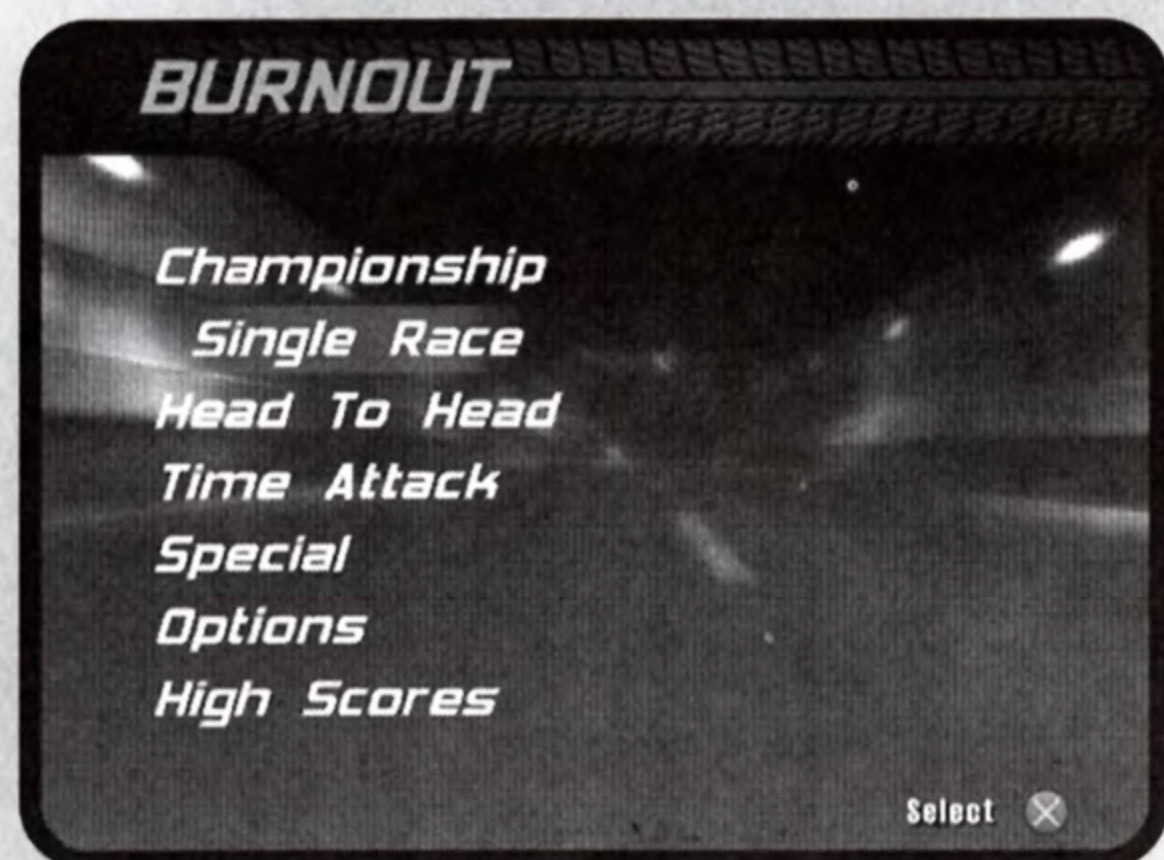 BURNOUT
Championship
Single Race
Head To Head
Time Attack
Special
Options
High Scores
Select